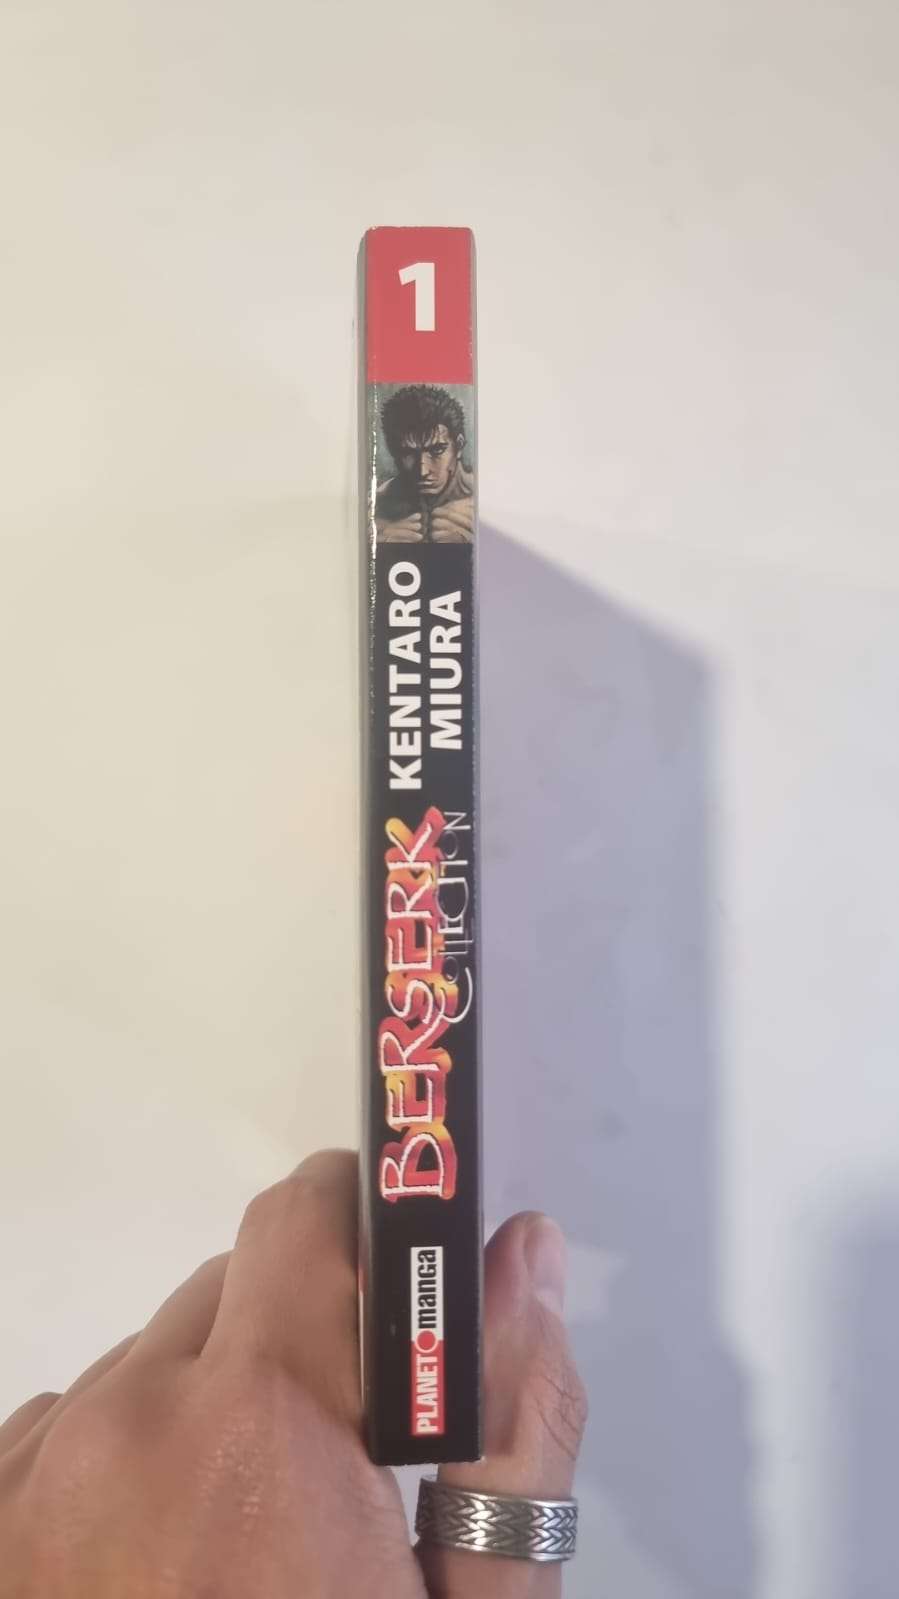 1
KENTARO
MIURA
BERSERK
COLLECTION
PLANET manga